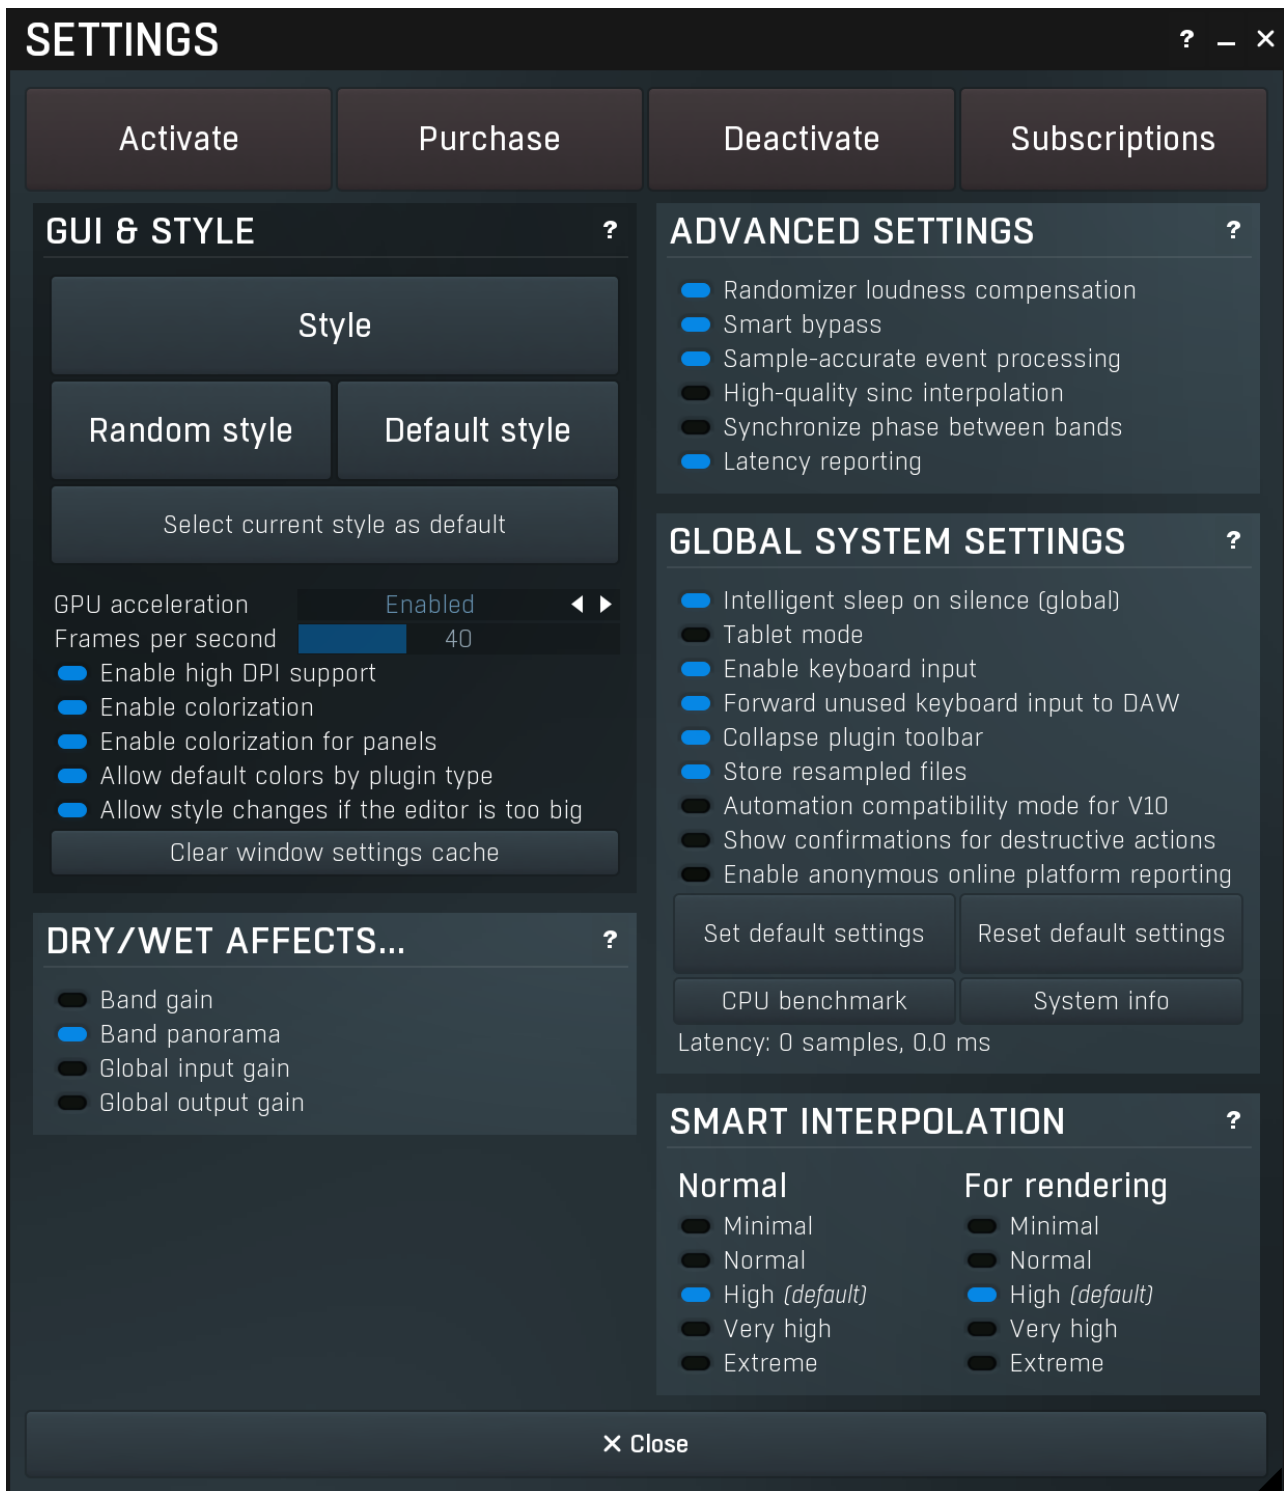 SETTINGS
? _ ×
Activate
Purchase
Deactivate
Subscriptions
GUI & STYLE
?
Style
Random style
Default style
Select current style as default
GPU acceleration Enabled
Frames per second 40
Enable high DPI support
Enable colorization
Enable colorization for panels
Allow default colors by plugin type
Allow style changes if the editor is too big
Clear window settings cache
DRY/WET AFFECTS...
?
Band gain
Band panorama
Global input gain
Global output gain
ADVANCED SETTINGS
?
Randomizer loudness compensation
Smart bypass
Sample-accurate event processing
High-quality sinc interpolation
Synchronize phase between bands
Latency reporting
GLOBAL SYSTEM SETTINGS
?
Intelligent sleep on silence (global)
Tablet mode
Enable keyboard input
Forward unused keyboard input to DAW
Collapse plugin toolbar
Store resampled files
Automation compatibility mode for V10
Show confirmations for destructive actions
Enable anonymous online platform reporting
Set default settings
Reset default settings
CPU benchmark
System info
Latency: 0 samples, 0.0 ms
SMART INTERPOLATION
?
Normal
Minimal
Normal
High (default)
Very high
Extreme
For rendering
Minimal
Normal
High (default)
Very high
Extreme
× Close